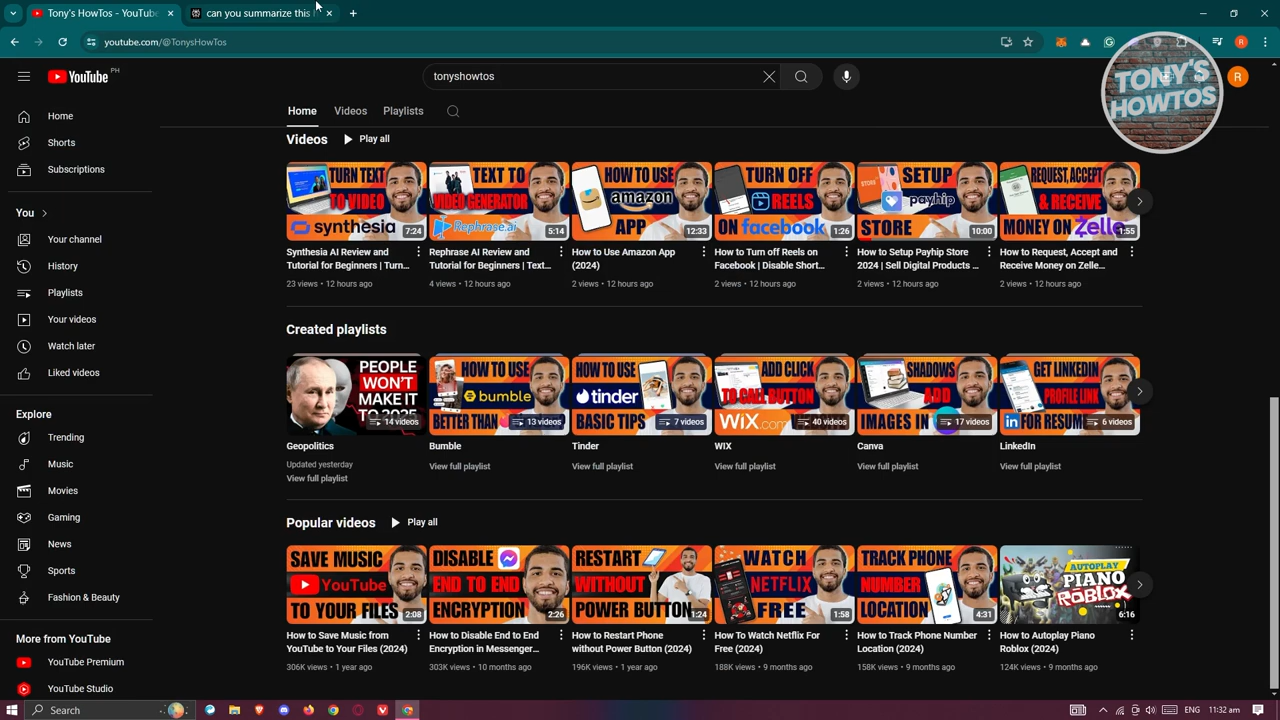 Tony's HowTos - YouTube
can you summarize this
youtube.com/@TonysHowTos
YouTube PH
tonyshowtos
R
R
TONY'S
HOWTOS
Home
Shorts
Subscriptions
You
Your channel
History
Playlists
Your videos
Watch later
Liked videos
Explore
Trending
Music
Movies
Gaming
News
Sports
Fashion & Beauty
More from YouTube
YouTube Premium
YouTube Studio
Home
Videos
Playlists
Videos
Play all
TURN TEXT
TO VIDEO
synthesia
7:24
TEXT TO
VIDEO GENERATOR
Rephrase.ai
5:14
HOW TO USE
amazon
APP
12:33
TURN OFF
REELS
ON facebook
1:26
SETUP
payhip
STORE
10:00
REQUEST, ACCEPT
& RECEIVE
MONEY ON Zelle
1:55
Synthesia AI Review and
Tutorial for Beginners | Turn...
23 views • 12 hours ago
Rephrase AI Review and
Tutorial for Beginners | Text...
4 views • 12 hours ago
How to Use Amazon App
(2024)
2 views • 12 hours ago
How to Turn off Reels on
Facebook | Disable Short...
2 views • 12 hours ago
How to Setup Payhip Store
2024 | Sell Digital Products ...
2 views • 12 hours ago
How to Request, Accept and
Receive Money on Zelle...
2 views • 12 hours ago
Created playlists
PEOPLE
WON'T
MAKE IT
TO 2025
14 videos
HOW TO USE
bumble
BETTER THAN
13 videos
HOW TO USE
tinder
BASIC TIPS
7 videos
ADD CLICK
TO CALL BUTTON
WIX.com
40 videos
SHADOWS
ADD
IMAGES IN
17 videos
GET LINKEDIN
PROFILE LINK
in FOR RESUME
6 videos
Geopolitics
Updated yesterday
View full playlist
Bumble
View full playlist
Tinder
View full playlist
WIX
View full playlist
Canva
View full playlist
LinkedIn
View full playlist
Popular videos
Play all
SAVE MUSIC
YouTube
TO YOUR FILES
2:08
DISABLE
END TO END
ENCRYPTION
2:26
RESTART
WITHOUT
POWER BUTTON
1:24
WATCH
NETFLIX
FREE
1:58
TRACK PHONE
NUMBER
LOCATION
4:31
AUTOPLAY
PIANO
ROBLOX
6:16
How to Save Music from
YouTube to Your Files (2024)
306K views • 1 year ago
How to Disable End to End
Encryption in Messenger...
303K views • 10 months ago
How to Restart Phone
without Power Button (2024)
196K views • 1 year ago
How To Watch Netflix For
Free (2024)
188K views • 9 months ago
How to Track Phone Number
Location (2024)
158K views • 9 months ago
How to Autoplay Piano
Roblox (2024)
124K views • 9 months ago
Search
ENG
11:32 am